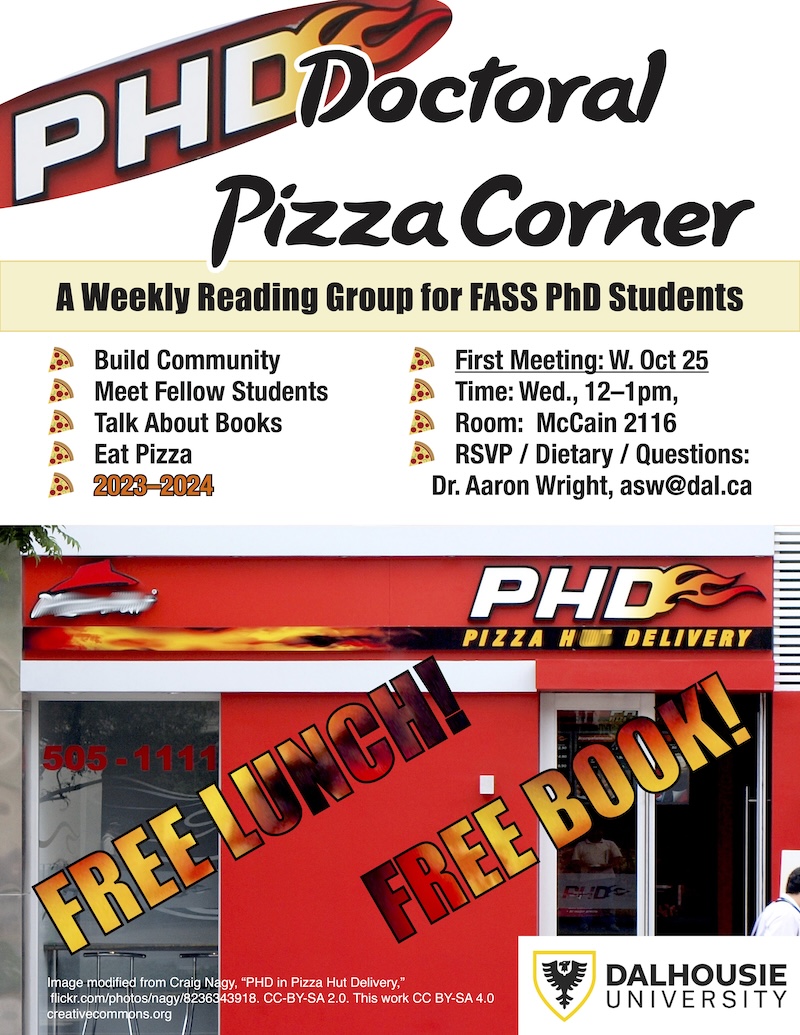 PHD Doctoral
Pizza Corner
A Weekly Reading Group for FASS PhD Students
Build Community
Meet Fellow Students
Talk About Books
Eat Pizza
2023–2024
First Meeting: W. Oct 25
Time: Wed., 12–1pm,
Room: McCain 2116
RSVP / Dietary / Questions:
Dr. Aaron Wright, asw@dal.ca
PHD
PIZZA HUT DELIVERY
505-1111
FREE LUNCH!
FREE BOOK!
PHD
Image modified from Craig Nagy, “PHD in Pizza Hut Delivery,”
flickr.com/photos/nagy/8236343918. CC-BY-SA 2.0. This work CC BY-SA 4.0
creativecommons.org
DALHOUSIE
UNIVERSITY